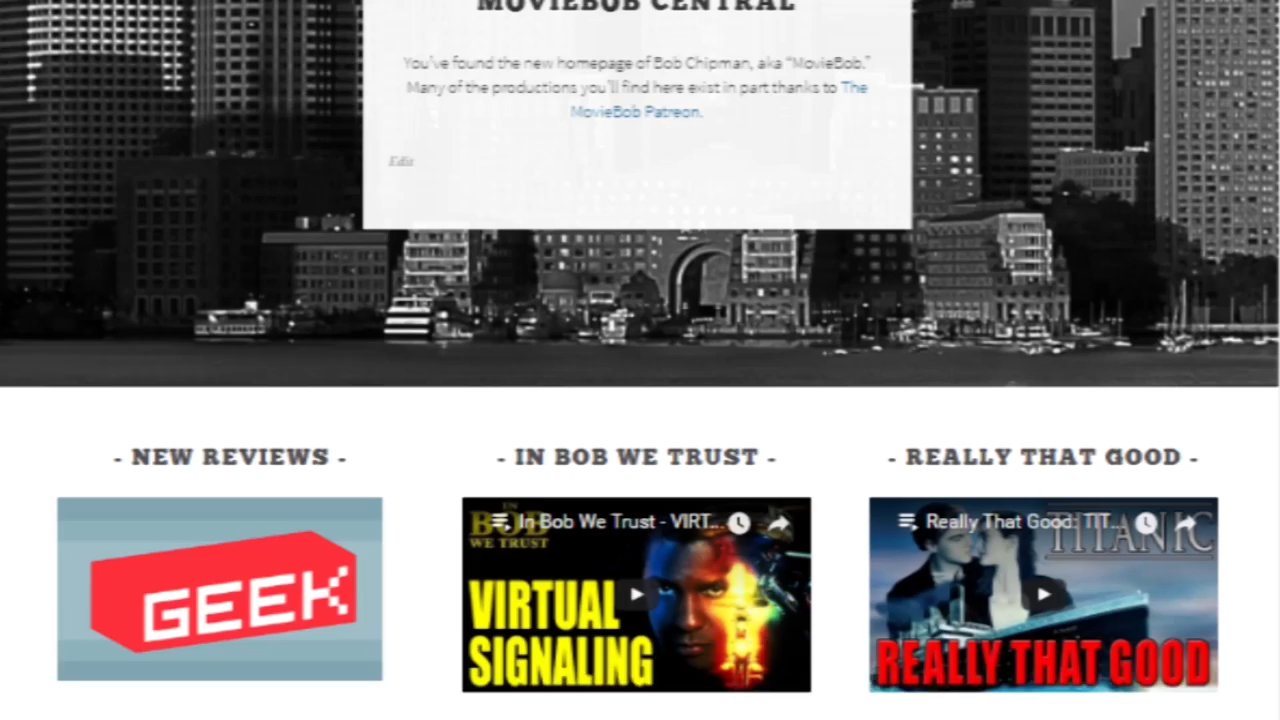 MOVIEBOB CENTRAL
You've found the new homepage of Bob Chipman, aka "MovieBob."
Many of the productions you'll find here exist in part thanks to The
MovieBob Patreon.
Edit
- NEW REVIEWS -
- IN BOB WE TRUST -
- REALLY THAT GOOD -
GEEK
IN
BOB
WE TRUST
In Bob We Trust - VIRT...
VIRTUAL
SIGNALING
Really That Good: TIT...
TITANIC
REALLY THAT GOOD